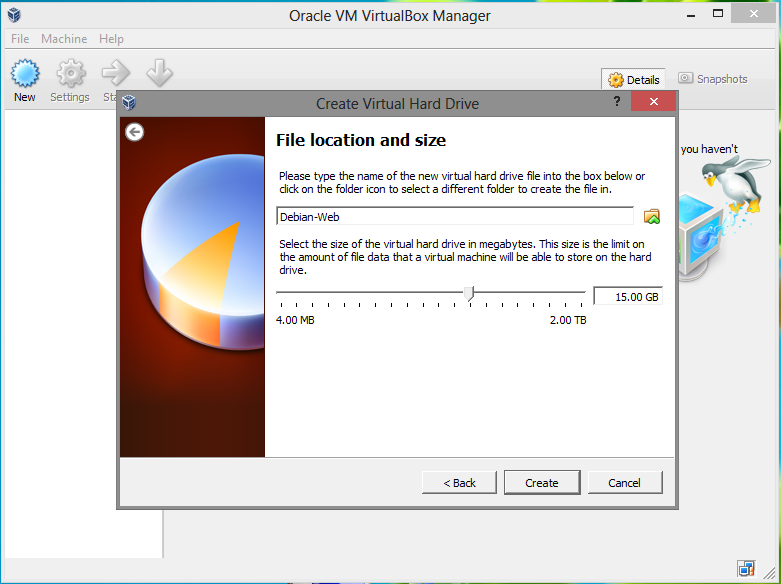 Oracle VM VirtualBox Manager
File Machine Help
New Settings
Details Snapshots
Create Virtual Hard Drive
?
you haven't
File location and size
Please type the name of the new virtual hard drive file into the box below or
click on the folder icon to select a different folder to create the file in.
Debian-Web
Select the size of the virtual hard drive in megabytes. This size is the limit on
the amount of file data that a virtual machine will be able to store on the hard
drive.
15.00 GB
4.00 MB 2.00 TB
< Back Create Cancel